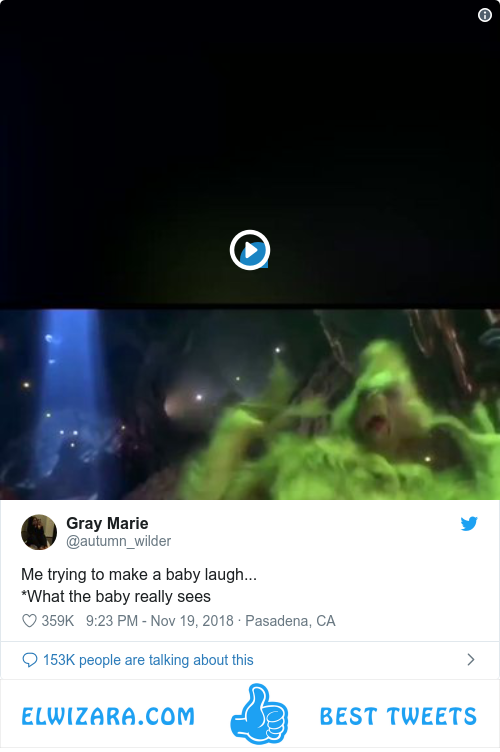 Gray Marie
@autumn_wilder
Me trying to make a baby laugh...
*What the baby really sees
359K 9:23 PM - Nov 19, 2018 · Pasadena, CA
153K people are talking about this
ELWIZARA.COM BEST TWEETS